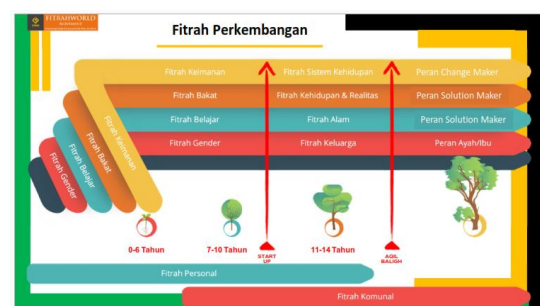 FITRAHWORLD
Fitrah Perkembangan
Fitrah Keimanan
Fitrah Sistem Kehidupan
Peran Change Maker
Fitrah Bakat
Fitrah Kehidupan & Realitas
Peran Solution Maker
Fitrah Belajar
Fitrah Alam
Peran Solution Maker
Fitrah Gender
Fitrah Keluarga
Peran Ayah/Ibu
Fitrah Keimanan
Fitrah Bakat
Fitrah Belajar
Fitrah Gender
0-6 Tahun
7-10 Tahun
START
UP
11-14 Tahun
AQIL
BALIGH
Fitrah Personal
Fitrah Komunal